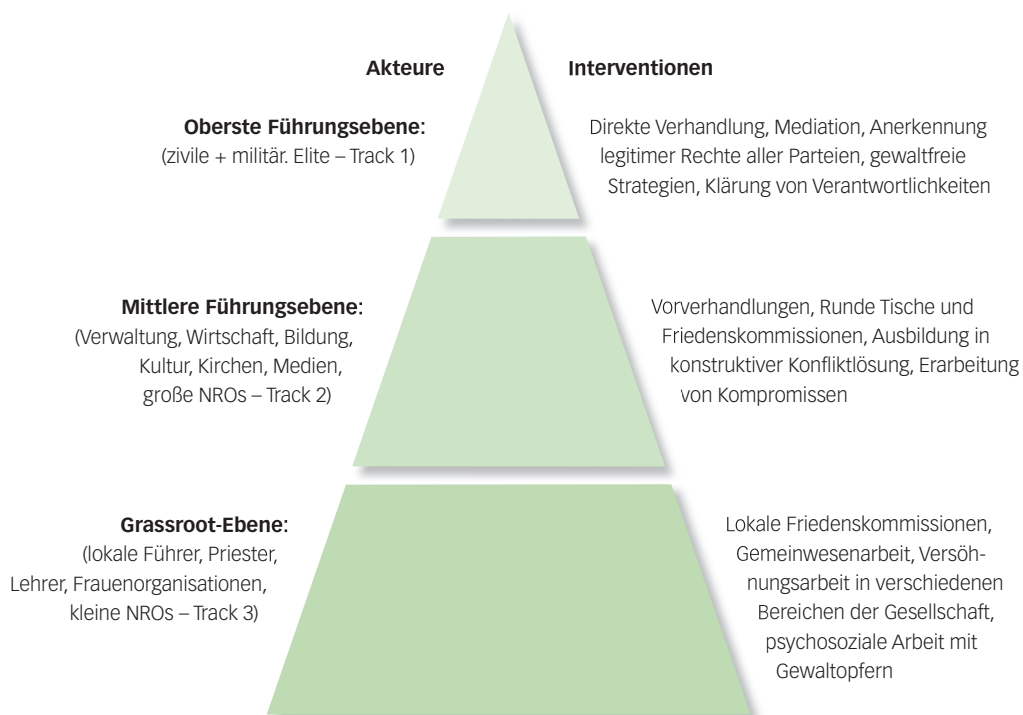 Akteure
Interventionen
Oberste Führungsebene:
(zivile + militär. Elite – Track 1)
Direkte Verhandlung, Mediation, Anerkennung
legitimer Rechte aller Parteien, gewaltfreie
Strategien, Klärung von Verantwortlichkeiten
Mittlere Führungsebene:
(Verwaltung, Wirtschaft, Bildung,
Kultur, Kirchen, Medien,
große NROs – Track 2)
Vorverhandlungen, Runde Tische und
Friedenskommissionen, Ausbildung in
konstruktiver Konfliktlösung, Erarbeitung
von Kompromissen
Grassroot-Ebene:
(lokale Führer, Priester,
Lehrer, Frauenorganisationen,
kleine NROs – Track 3)
Lokale Friedenskommissionen,
Gemeinwesenarbeit, Versöh-
nungsarbeit in verschiedenen
Bereichen der Gesellschaft,
psychosoziale Arbeit mit
Gewaltopfern